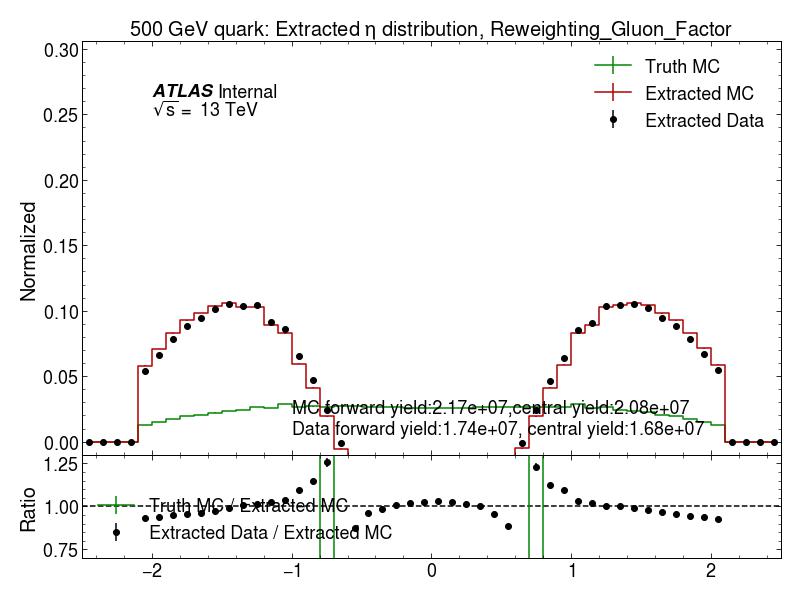 500 GeV quark: Extracted η distribution, Reweighting_Gluon_Factor
0.30
ATLAS Internal
√s = 13 TeV
Truth MC
Extracted MC
Extracted Data
0.25
0.20
0.15
0.10
0.05
0.00
Normalized
MC forward yield:2.17e+07,central yield:2.08e+07
Data forward yield:1.74e+07, central yield:1.68e+07
1.25
1.00
0.75
Ratio
Truth MC / Extracted MC
Extracted Data / Extracted MC
−2 −1 0 1 2